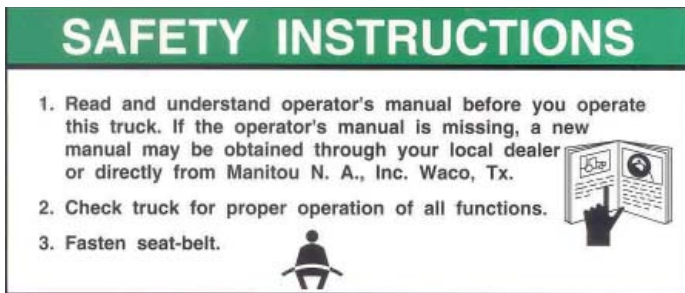 SAFETY INSTRUCTIONS
1. Read and understand operator's manual before you operate
this truck. If the operator's manual is missing, a new
manual may be obtained through your local dealer
or directly from Manitou N. A., Inc. Waco, Tx.
2. Check truck for proper operation of all functions.
3. Fasten seat-belt.